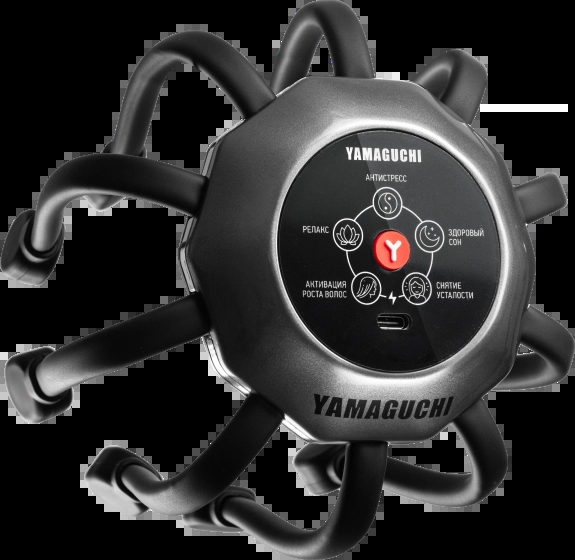 YAMAGUCHI
АНТИСТРЕСС
РЕЛАКС
ЗДОРОВЫЙ
СОН
Y
АКТИВАЦИЯ
РОСТА ВОЛОС
СНЯТИЕ
УСТАЛОСТИ
YAMAGUCHI